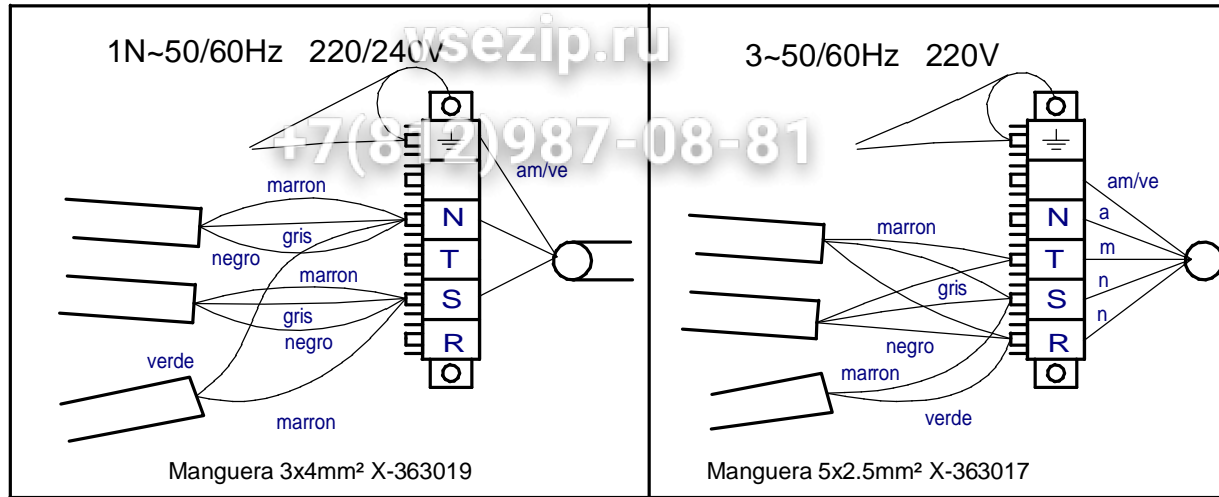 vsezip.ru
+7(812)987-08-81
1N~50/60Hz 220/240V
am/ve
marron
N
gris
negro
T
marron
S
gris
negro
R
verde
marron
Manguera 3x4mm² X-363019
3~50/60Hz 220V
am/ve
N
a
marron
T
m
gris
S
n
n
negro
R
marron
verde
Manguera 5x2.5mm² X-363017